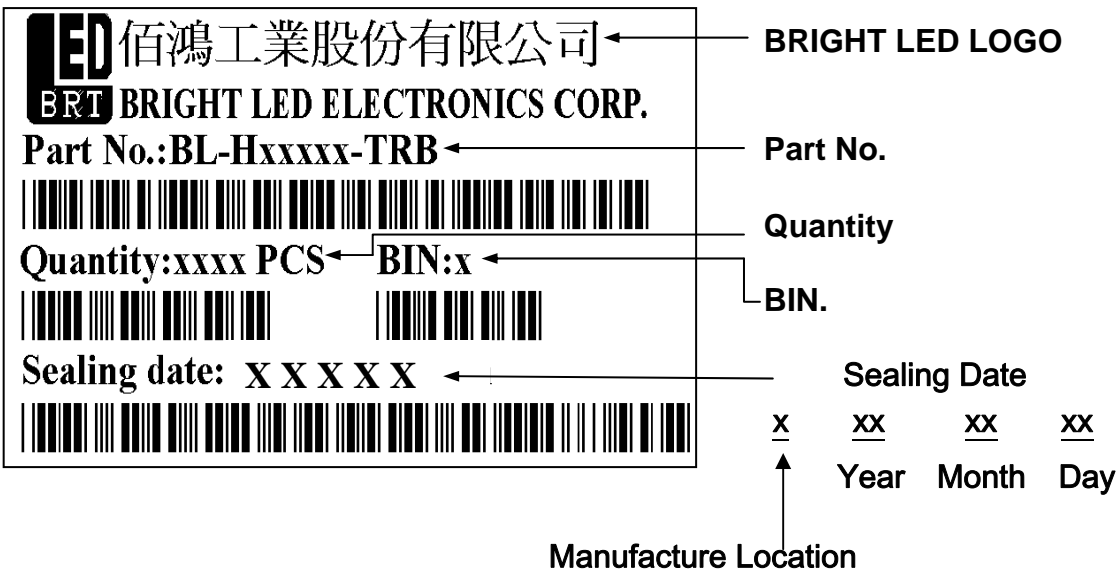 LED 佰鴻工業股份有限公司 BRIGHT LED LOGO
BRT BRIGHT LED ELECTRONICS CORP.
Part No.:BL-Hxxxxx-TRB Part No.
Quantity
Quantity:xxxx PCS BIN:x
BIN.
Sealing date: x x x x x Sealing Date
x xx xx xx
Year Month Day
Manufacture Location